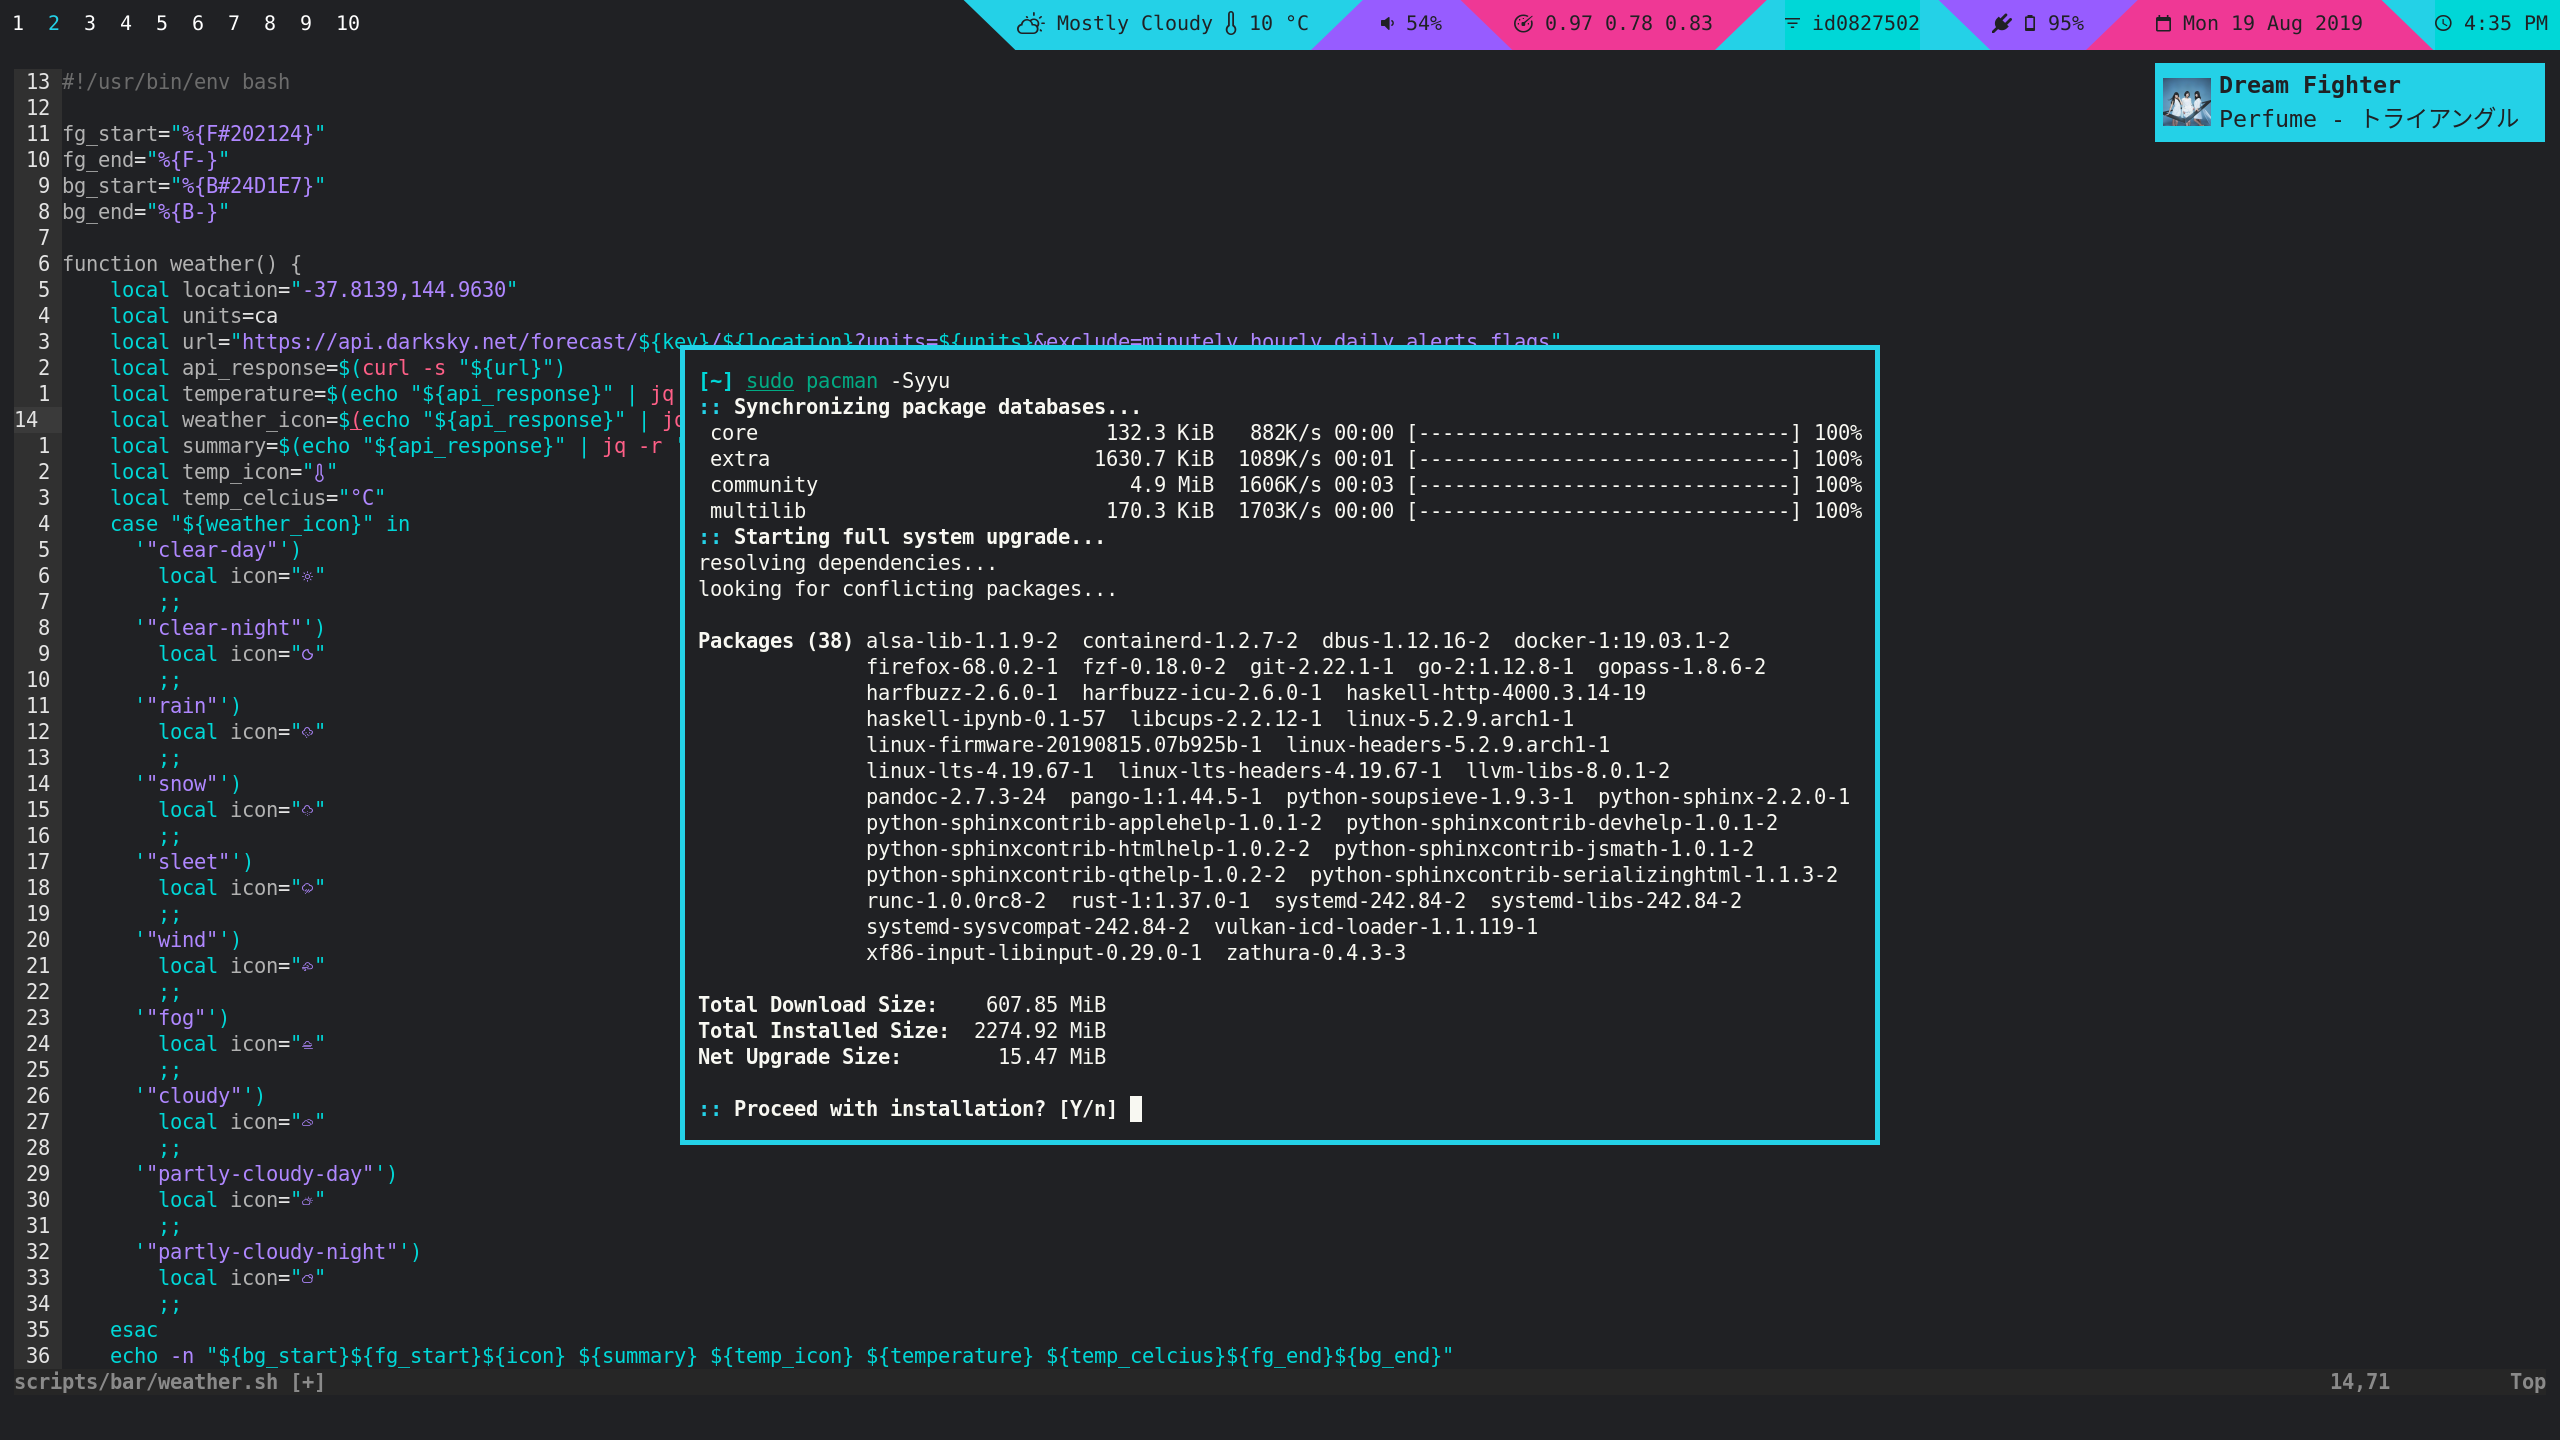 1 2 3 4 5 6 7 8 9 10
Mostly Cloudy 10 °C
54%
0.97 0.78 0.83
id0827502
95%
Mon 19 Aug 2019
4:35 PM
Dream Fighter
Perfume - トライアングル
13 #!/usr/bin/env bash
12
11 fg_start="%{F#202124}"
10 fg_end="%{F-}"
9 bg_start="%{B#24D1E7}"
8 bg_end="%{B-}"
7
6 function weather() {
5 local location="-37.8139,144.9630"
4 local units=ca
3 local url="https://api.darksky.net/forecast/${key}/${location}?units=${units}&exclude=minutely,hourly,daily,alerts,flags"
2 local api_response=$(curl -s "${url}")
1 local temperature=$(echo "${api_response}" | jq
14 local weather_icon=$(echo "${api_response}" | jq
1 local summary=$(echo "${api_response}" | jq -r '
2 local temp_icon=""
3 local temp_celcius="°C"
4 case "${weather_icon}" in
5 '"clear-day"')
6 local icon=""
7 ;;
8 '"clear-night"')
9 local icon=""
10 ;;
11 '"rain"')
12 local icon=""
13 ;;
14 '"snow"')
15 local icon=""
16 ;;
17 '"sleet"')
18 local icon=""
19 ;;
20 '"wind"')
21 local icon=""
22 ;;
23 '"fog"')
24 local icon=""
25 ;;
26 '"cloudy"')
27 local icon=""
28 ;;
29 '"partly-cloudy-day"')
30 local icon=""
31 ;;
32 '"partly-cloudy-night"')
33 local icon=""
34 ;;
35 esac
36 echo -n "${bg_start}${fg_start}${icon} ${summary} ${temp_icon} ${temperature} ${temp_celcius}${fg_end}${bg_end}"
scripts/bar/weather.sh [+] 14,71 Top
[~] sudo pacman -Syyu
:: Synchronizing package databases...
core 132.3 KiB 882K/s 00:00 [-------------------------------] 100%
extra 1630.7 KiB 1089K/s 00:01 [-------------------------------] 100%
community 4.9 MiB 1606K/s 00:03 [-------------------------------] 100%
multilib 170.3 KiB 1703K/s 00:00 [-------------------------------] 100%
:: Starting full system upgrade...
resolving dependencies...
looking for conflicting packages...
Packages (38) alsa-lib-1.1.9-2 containerd-1.2.7-2 dbus-1.12.16-2 docker-1:19.03.1-2
firefox-68.0.2-1 fzf-0.18.0-2 git-2.22.1-1 go-2:1.12.8-1 gopass-1.8.6-2
harfbuzz-2.6.0-1 harfbuzz-icu-2.6.0-1 haskell-http-4000.3.14-19
haskell-ipynb-0.1-57 libcups-2.2.12-1 linux-5.2.9.arch1-1
linux-firmware-20190815.07b925b-1 linux-headers-5.2.9.arch1-1
linux-lts-4.19.67-1 linux-lts-headers-4.19.67-1 llvm-libs-8.0.1-2
pandoc-2.7.3-24 pango-1:1.44.5-1 python-soupsieve-1.9.3-1 python-sphinx-2.2.0-1
python-sphinxcontrib-applehelp-1.0.1-2 python-sphinxcontrib-devhelp-1.0.1-2
python-sphinxcontrib-htmlhelp-1.0.2-2 python-sphinxcontrib-jsmath-1.0.1-2
python-sphinxcontrib-qthelp-1.0.2-2 python-sphinxcontrib-serializinghtml-1.1.3-2
runc-1.0.0rc8-2 rust-1:1.37.0-1 systemd-242.84-2 systemd-libs-242.84-2
systemd-sysvcompat-242.84-2 vulkan-icd-loader-1.1.119-1
xf86-input-libinput-0.29.0-1 zathura-0.4.3-3
Total Download Size: 607.85 MiB
Total Installed Size: 2274.92 MiB
Net Upgrade Size: 15.47 MiB
:: Proceed with installation? [Y/n]